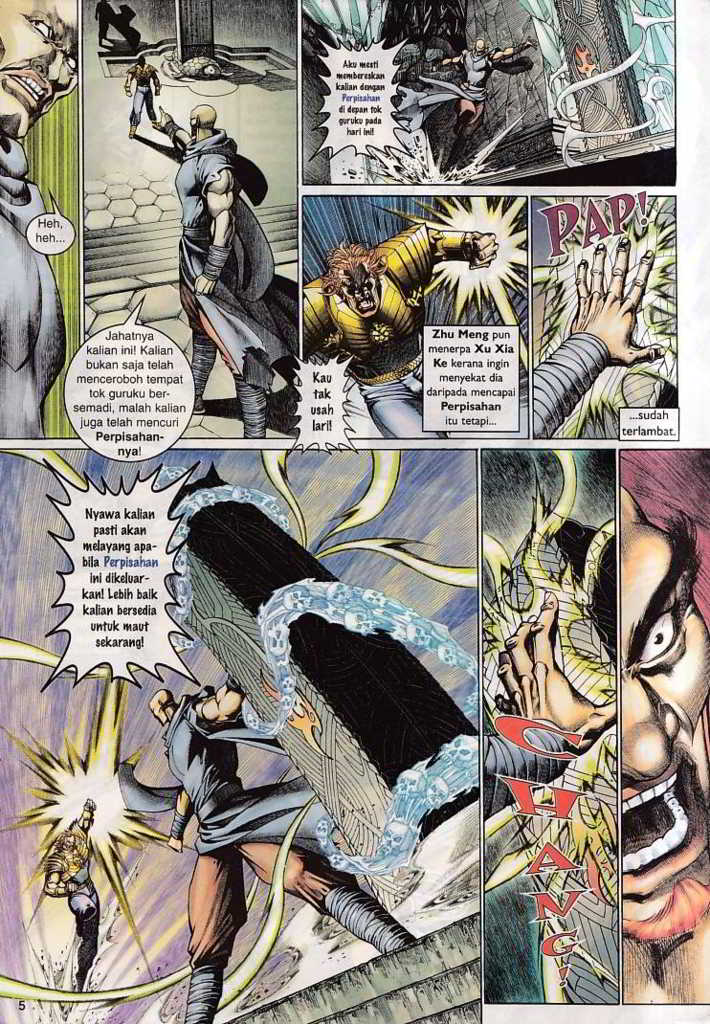 Heh,
heh...
Jahatnya
kalian ini! Kalian
bukan saja telah
menceroboh tempat
tok guruku ber-
semadi, malah kalian
juga telah mencuri
Perpisahan-
nya!
Aku mesti
membereskan
kalian dengan
Perpisahan
di depan tok
guruku pada
hari ini!
Kau
tak
usah
lari!
Zhu Meng pun
menerpa Xu Xia
Ke kerana ingin
menyekat dia
daripada mencapai
Perpisahan
itu tetapi...
PAP!
...sudah
terlambat.
Nyawa kalian
pasti akan
melayang apa-
bila Perpisahan
ini dikeluar-
kan! Lebih baik
kalian bersedia
untuk maut
sekarang!
CHANG!
5